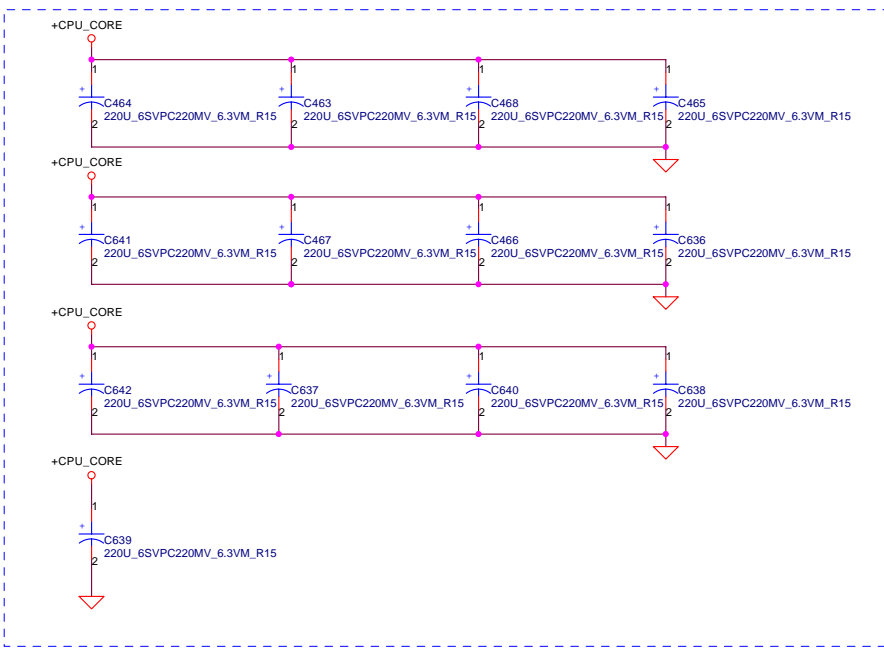 +CPU_CORE
1 1 1 1
+ C464 + C463 + C468 + C465
220U_6SVPC220MV_6.3VM_R15 220U_6SVPC220MV_6.3VM_R15 220U_6SVPC220MV_6.3VM_R15 220U_6SVPC220MV_6.3VM_R15
2 2 2 2
+CPU_CORE
1 1 1 1
+ C641 + C467 + C466 + C636
220U_6SVPC220MV_6.3VM_R15 220U_6SVPC220MV_6.3VM_R15 220U_6SVPC220MV_6.3VM_R15 220U_6SVPC220MV_6.3VM_R15
2 2 2 2
+CPU_CORE
1 1 1 1
+ C642 + C637 + C640 + C638
220U_6SVPC220MV_6.3VM_R15 220U_6SVPC220MV_6.3VM_R15 220U_6SVPC220MV_6.3VM_R15 220U_6SVPC220MV_6.3VM_R15
2 2 2 2
+CPU_CORE
1
+ C639
220U_6SVPC220MV_6.3VM_R15
2